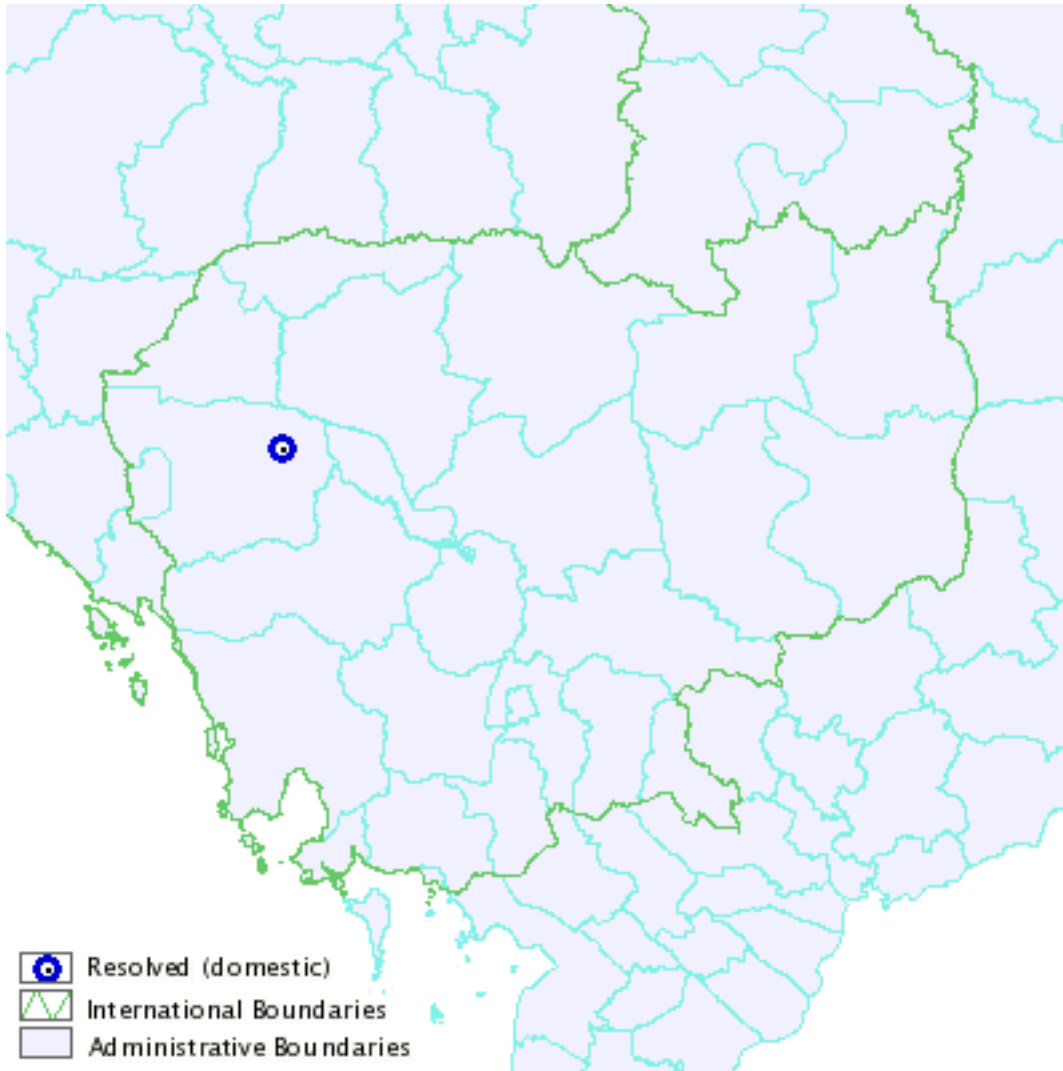 Resolved (domestic)
International Boundaries
Administrative Boundaries